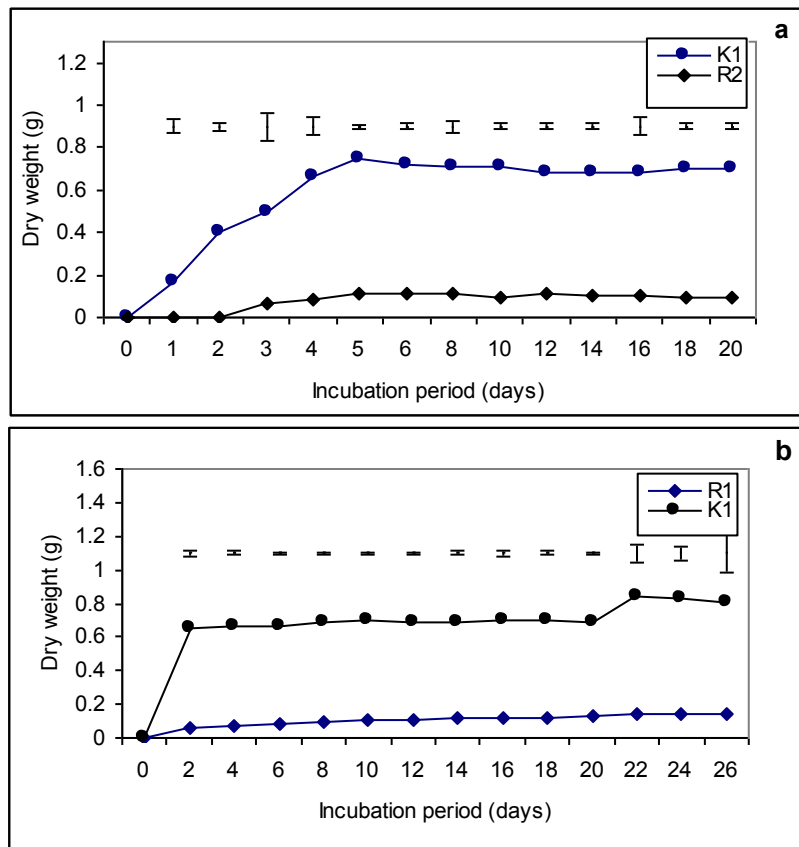 a
K1
R2
1.2
1
0.8
0.6
0.4
0.2
0
Dry weight (g)
0 1 2 3 4 5 6 8 10 12 14 16 18 20
Incubation period (days)
b
R1
K1
1.6
1.4
1.2
1
0.8
0.6
0.4
0.2
0
Dry weight (g)
0 2 4 6 8 10 12 14 16 18 20 22 24 26
Incubation period (days)